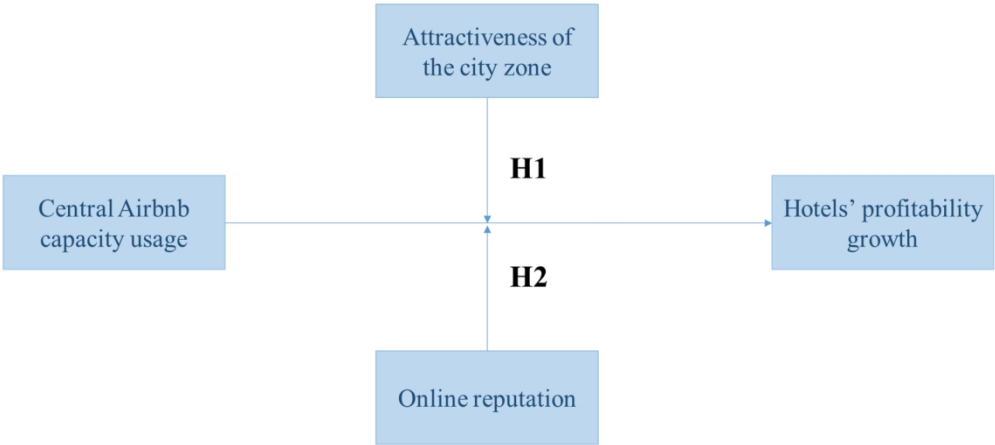 Attractiveness of
the city zone
H1
Central Airbnb
capacity usage
Hotels’ profitability
growth
H2
Online reputation